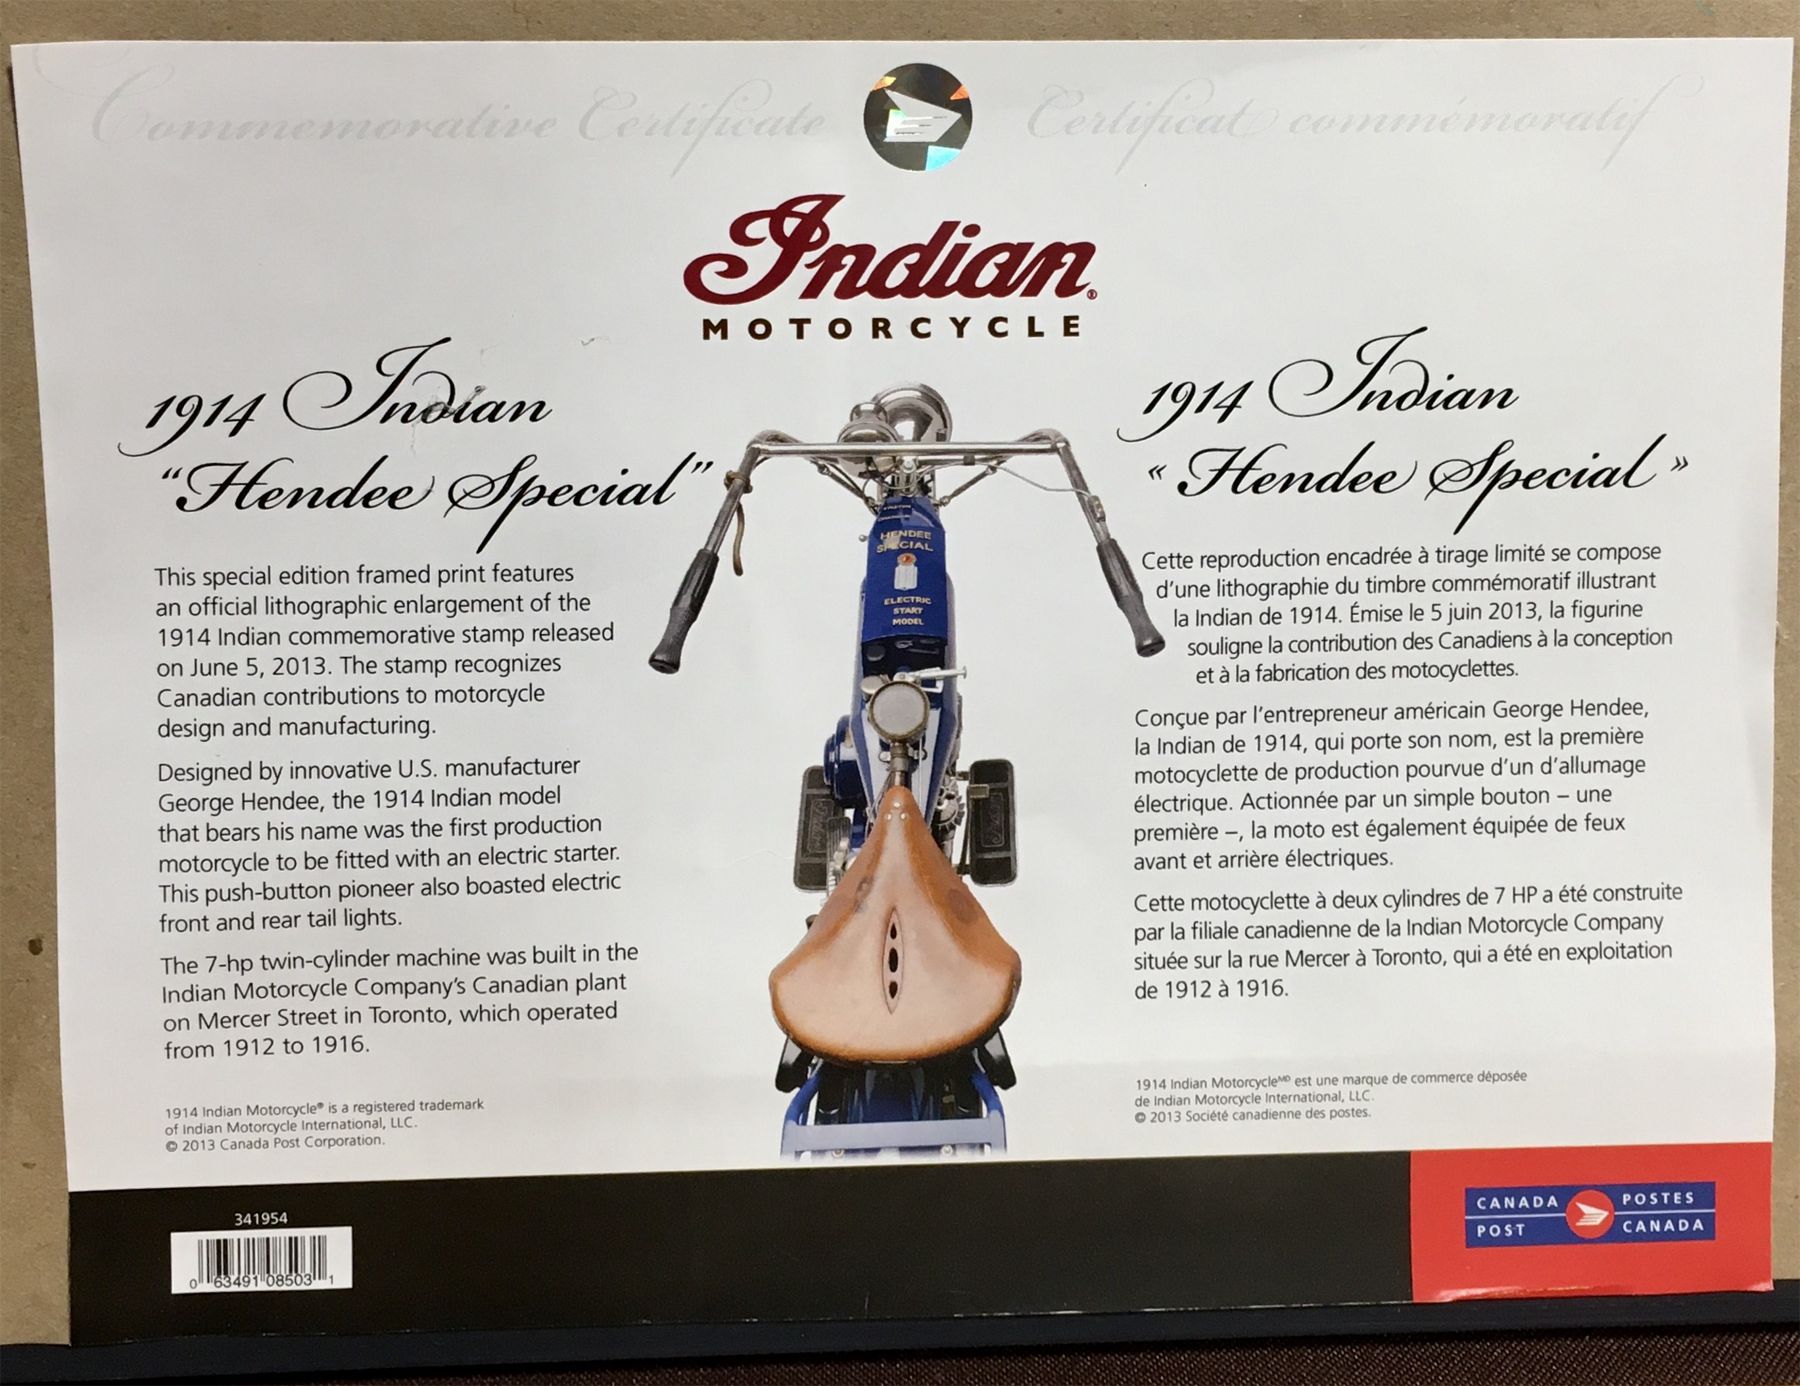 Commemorative Certificate
Certificat commémoratif
Indian®
MOTORCYCLE
1914 Indian
“Hendee Special”
This special edition framed print features
an official lithographic enlargement of the
1914 Indian commemorative stamp released
on June 5, 2013. The stamp recognizes
Canadian contributions to motorcycle
design and manufacturing.
Designed by innovative U.S. manufacturer
George Hendee, the 1914 Indian model
that bears his name was the first production
motorcycle to be fitted with an electric starter.
This push-button pioneer also boasted electric
front and rear tail lights.
The 7-hp twin-cylinder machine was built in the
Indian Motorcycle Company’s Canadian plant
on Mercer Street in Toronto, which operated
from 1912 to 1916.
1914 Indian Motorcycle® is a registered trademark
of Indian Motorcycle International, LLC.
© 2013 Canada Post Corporation.
HENDEE
SPECIAL
ELECTRIC
START
MODEL
1914 Indian
« Hendee Special »
Cette reproduction encadrée à tirage limité se compose
d’une lithographie du timbre commémoratif illustrant
la Indian de 1914. Émise le 5 juin 2013, la figurine
souligne la contribution des Canadiens à la conception
et à la fabrication des motocyclettes.
Conçue par l’entrepreneur américain George Hendee,
la Indian de 1914, qui porte son nom, est la première
motocyclette de production pourvue d’un d’allumage
électrique. Actionnée par un simple bouton – une
première –, la moto est également équipée de feux
avant et arrière électriques.
Cette motocyclette à deux cylindres de 7 HP a été construite
par la filiale canadienne de la Indian Motorcycle Company
située sur la rue Mercer à Toronto, qui a été en exploitation
de 1912 à 1916.
1914 Indian Motorcycleᴹᴰ est une marque de commerce déposée
de Indian Motorcycle International, LLC.
© 2013 Société canadienne des postes.
341954
0 63491 08503 1
CANADA POSTES
POST CANADA